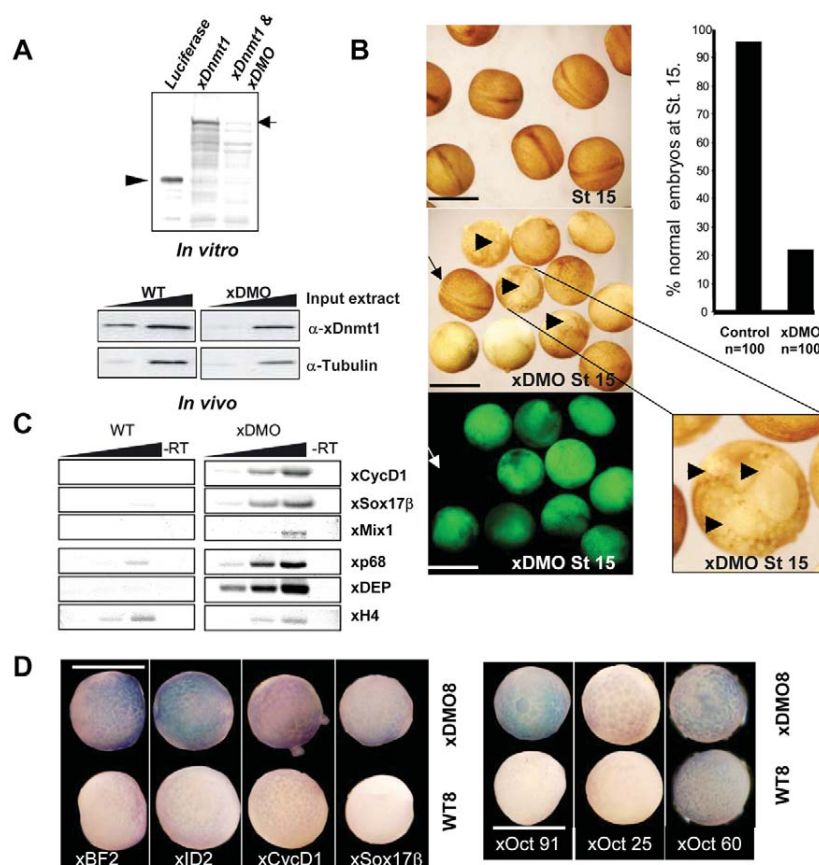 A
Luciferase
xDnmt1
xDnmt1 &
xDMO
In vitro
WT
xDMO
Input extract
α-xDnmt1
α-Tubulin
In vivo
B
St 15
xDMO St 15
xDMO St 15
% normal embryos at St. 15.
100
90
80
70
60
50
40
30
20
10
0
Control
n=100
xDMO
n=100
xDMO St 15
C
WT
-RT
xDMO
-RT
xCycD1
xSox17β
xMix1
xp68
xDEP
xH4
D
xDMO8
WT8
xBF2
xID2
xCycD1
xSox17β
xDMO8
WT8
xOct 91
xOct 25
xOct 60